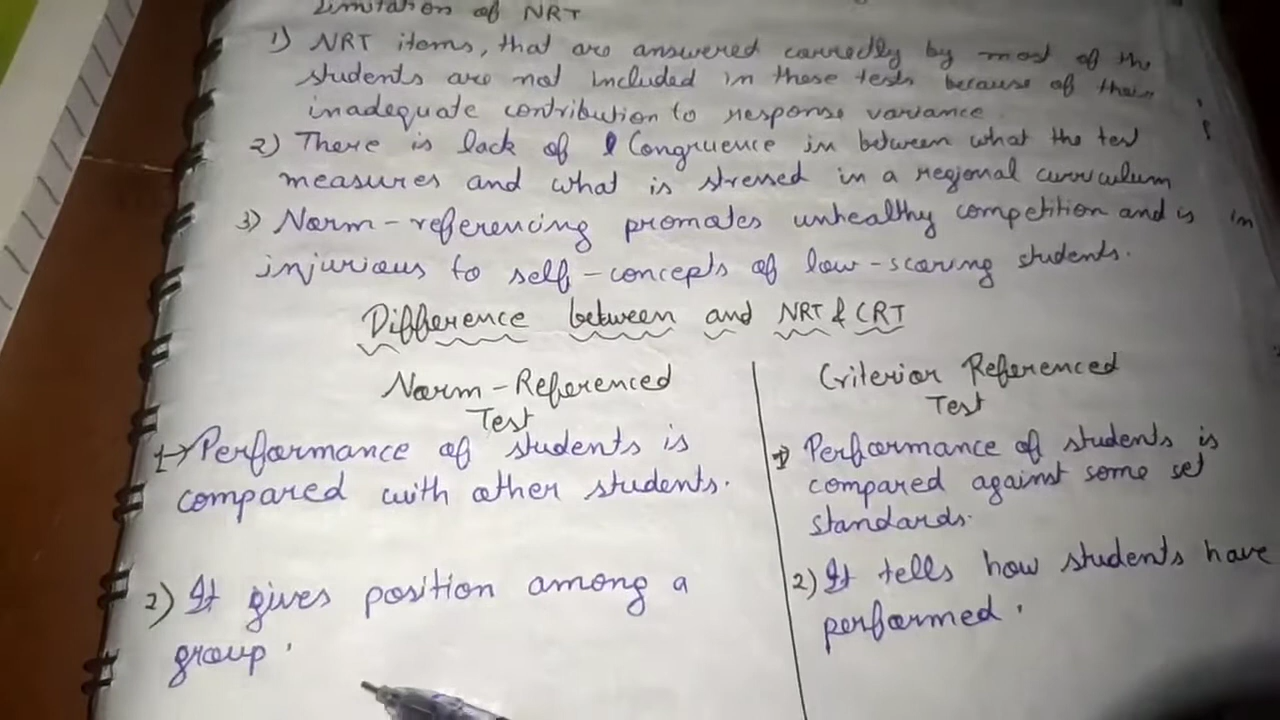 Limitation of NRT
1) NRT items, that are answered correctly by most of the
students are not included in these tests because of their
inadequate contribution to response variance
2) There is lack of Congruence in between what the test
measures and what is stressed in a regional curriculum
3) Norm-referencing promates unhealthy competition and is in
injurious to self-concepts of low-scoring students.
Difference between and NRT & CRT
Norm-Referenced
Test
1) Performance of students is
compared with other students.
2) It gives position among a
group.
Criterior Referenced
Test
1) Performance of students is
compared against some set
standards.
2) It tells how students have
performed.